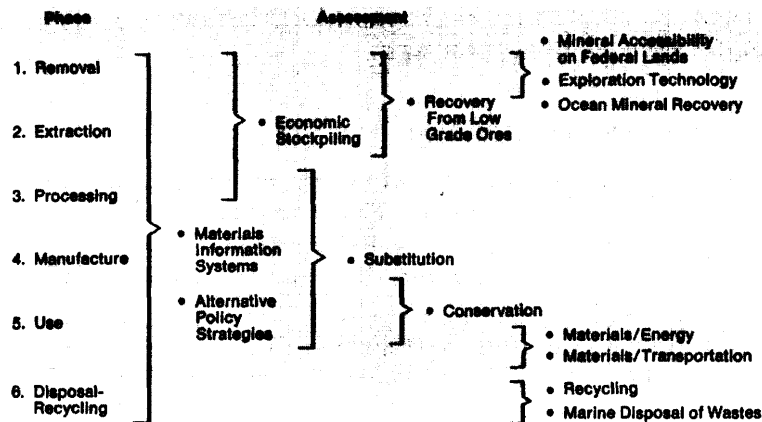 Phase
Assessment
1. Removal
2. Extraction
3. Processing
4. Manufacture
5. Use
6. Disposal-
Recycling
• Materials
Information
Systems
• Alternative
Policy
Strategies
• Economic
Stockpiling
• Substitution
• Recovery
From Low
Grade Ores
• Conservation
• Mineral Accessibility
on Federal Lands
• Exploration Technology
• Ocean Mineral Recovery
• Materials/Energy
• Materials/Transportation
• Recycling
• Marine Disposal of Wastes